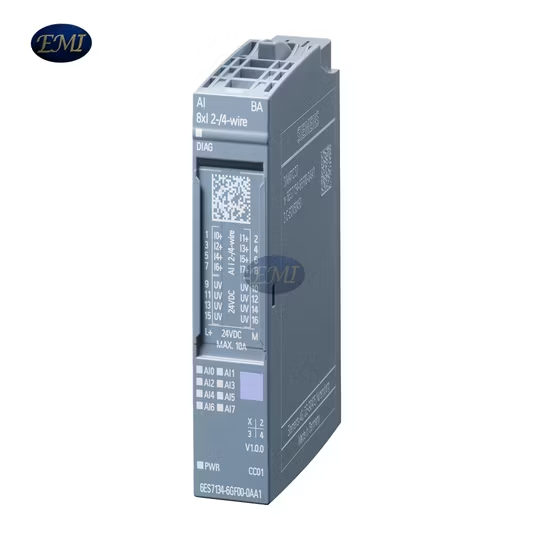 EMI
AI BA
8xI 2-/4-wire
DIAG
1 I0+ I1+ 2
3 I2+ I3+ 4
5 I4+ I5+ 6
7 I6+ I7+ 8
AI I 2-/4-wire
EMI
9 UV UV 10
11 UV UV 12
13 UV UV 14
15 UV UV 16
24VDC
L+ 24VDC M
MAX. 10A
AI0 AI1
AI2 AI3
AI4 AI5
AI6 AI7
X 2
3 4
V1.0.0
PWR CC01
6ES7134-6GF00-0AA1
Made in Germany